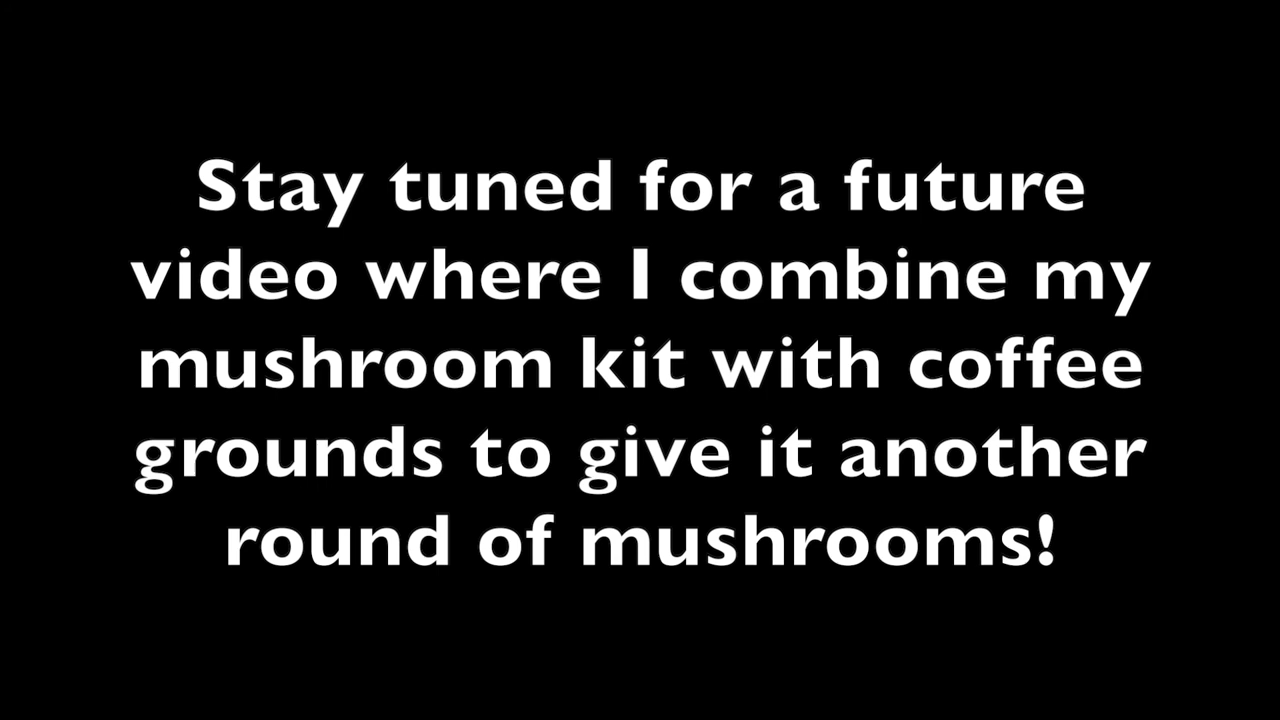 Stay tuned for a future
video where I combine my
mushroom kit with coffee
grounds to give it another
round of mushrooms!